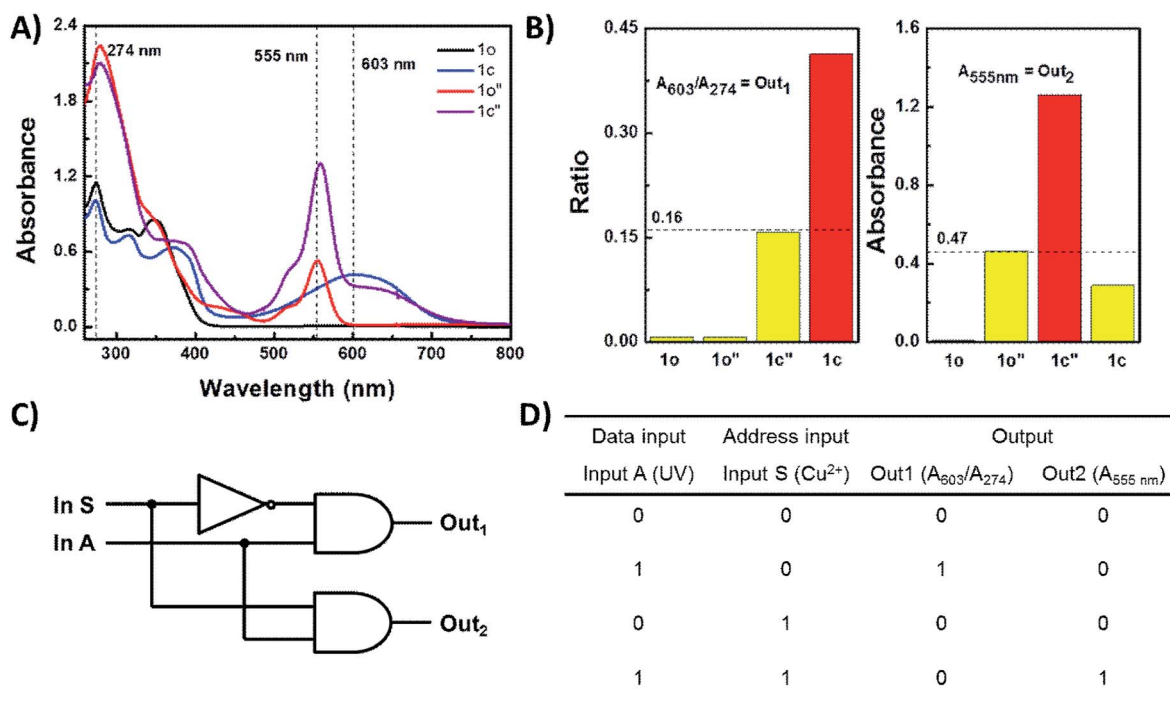 A)
2.4
1.8
1.2
0.6
0.0
Absorbance
274 nm
555 nm
603 nm
1o
1c
1o"
1c"
300 400 500 600 700 800
Wavelength (nm)
B)
0.45
0.30
0.15
0.00
Ratio
A603/A274 = Out1
0.16
1o 1o" 1c" 1c
1.6
1.2
0.8
0.4
0.0
Absorbance
A555nm = Out2
0.47
1o 1o" 1c" 1c
C)
In S
In A
Out1
Out2
D)
Data input Address input Output
Input A (UV) Input S (Cu2+) Out1 (A603/A274) Out2 (A555 nm)
0 0 0 0
1 0 1 0
0 1 0 0
1 1 0 1